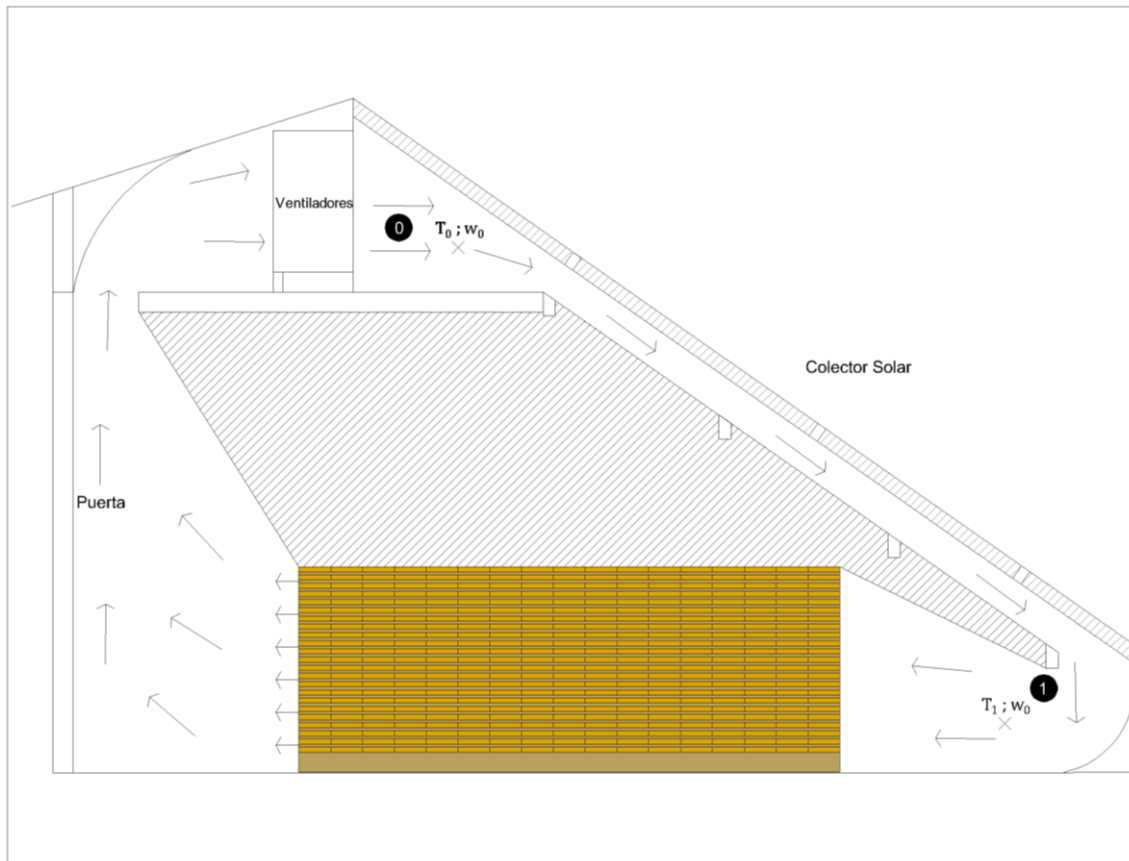 Ventiladores
0
T₀ ; w₀
Colector Solar
Puerta
1
T₁ ; w₀